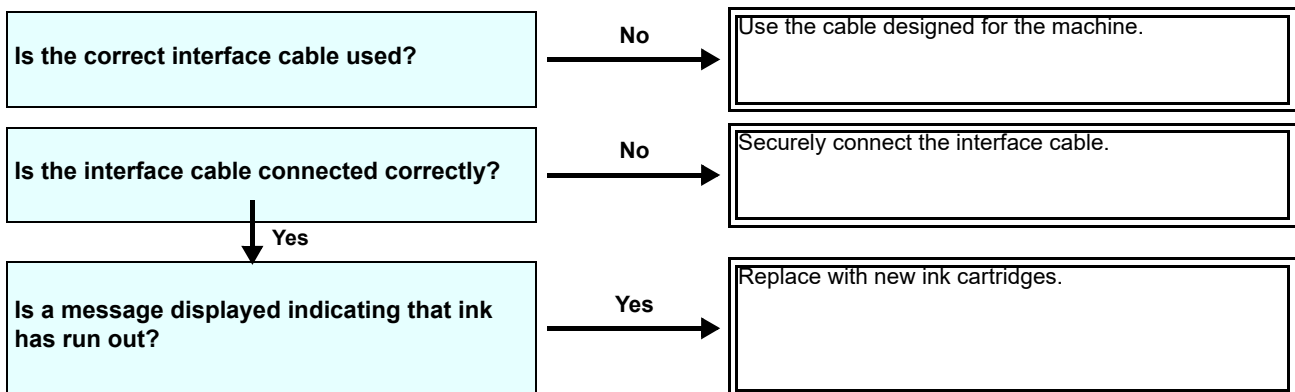 Is the correct interface cable used?
No
Use the cable designed for the machine.
Is the interface cable connected correctly?
No
Securely connect the interface cable.
Yes
Is a message displayed indicating that ink
has run out?
Yes
Replace with new ink cartridges.